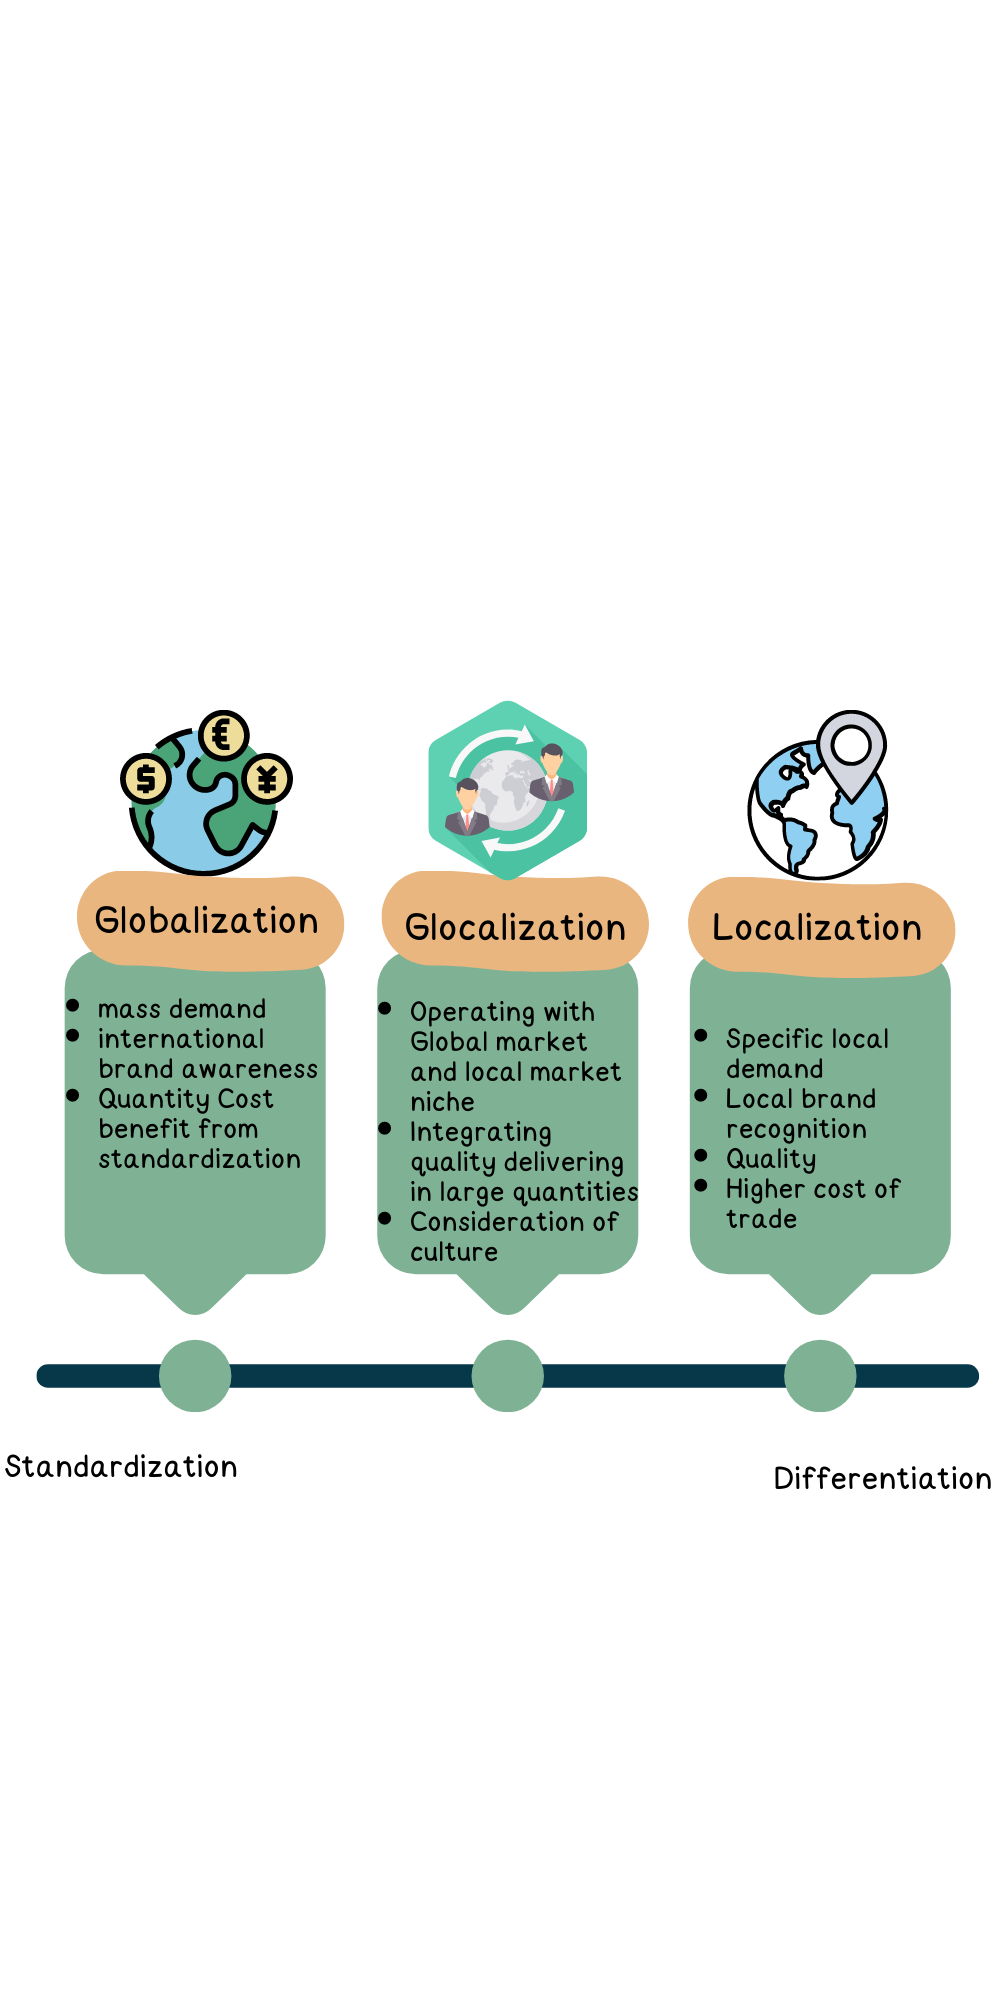 €
$
¥
Globalization
mass demand
international
brand awareness
Quantity Cost
benefit from
standardization
Glocalization
Operating with
Global market
and local market
niche
Integrating
quality delivering
in large quantities
Consideration of
culture
Localization
Specific local
demand
Local brand
recognition
Quality
Higher cost of
trade
Standardization
Differentiation